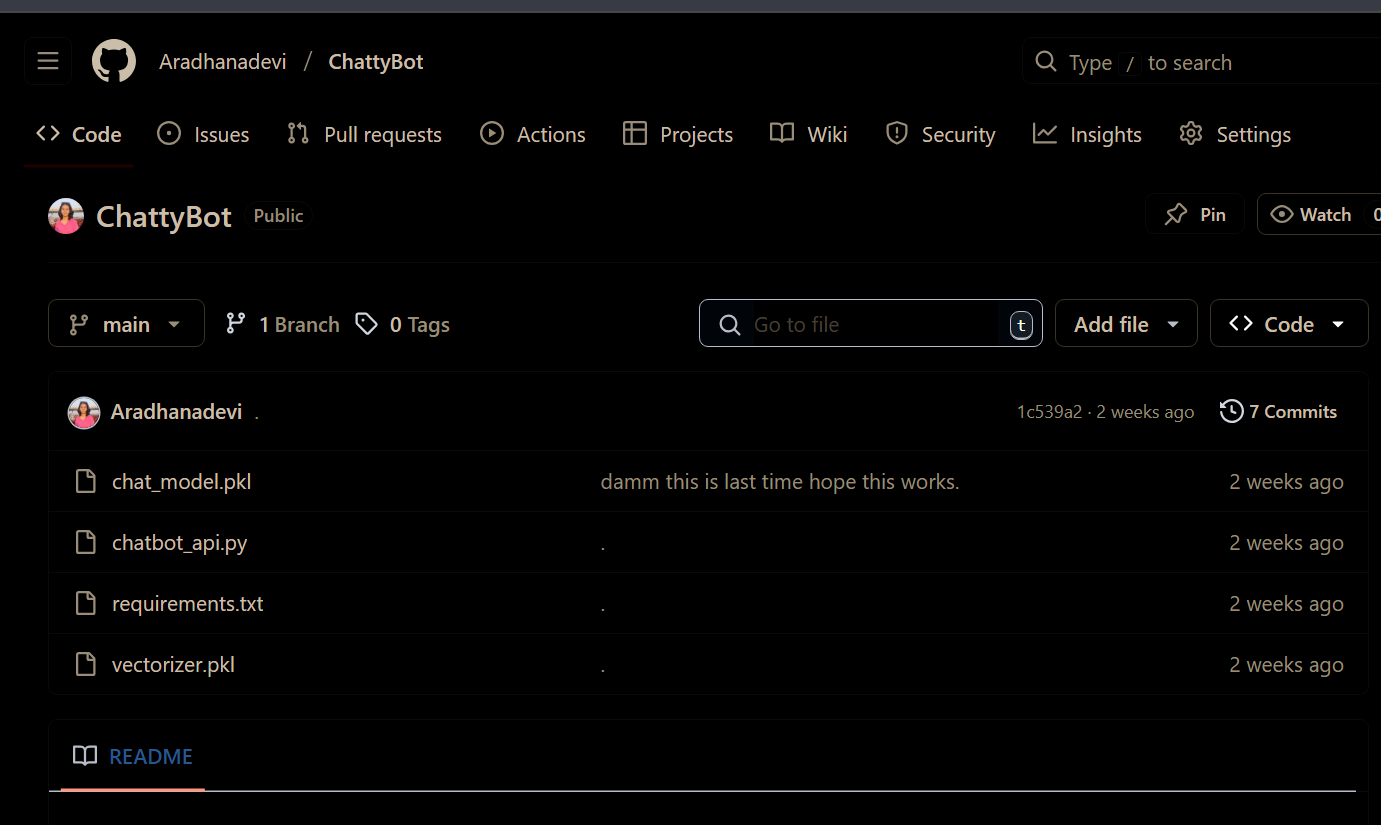 Aradhanadevi / ChattyBot
Type / to search
Code Issues Pull requests Actions Projects Wiki Security Insights Settings
ChattyBot Public
Pin Watch 0
main 1 Branch 0 Tags
Go to file t Add file Code
Aradhanadevi . 1c539a2 · 2 weeks ago 7 Commits
chat_model.pkl damm this is last time hope this works. 2 weeks ago
chatbot_api.py . 2 weeks ago
requirements.txt . 2 weeks ago
vectorizer.pkl . 2 weeks ago
README